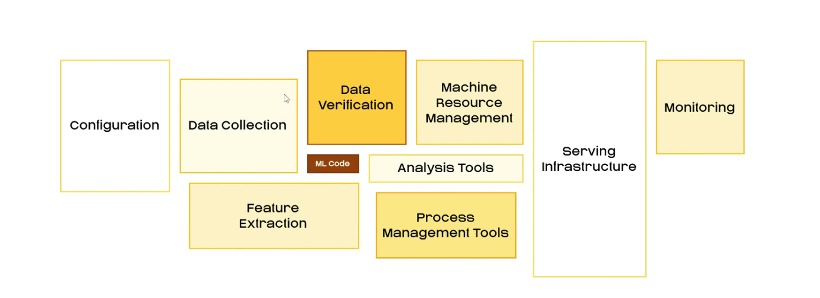 Configuration
Data Collection
Data
Verification
Machine
Resource
Management
Monitoring
ML Code
Analysis Tools
Serving
Infrastructure
Feature
Extraction
Process
Management Tools